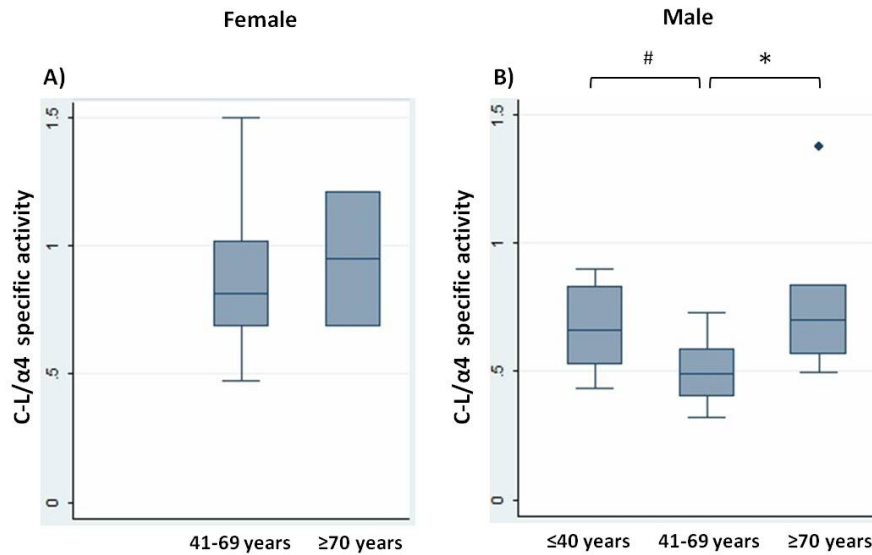 Female
Male
A)
B)
#
*
C-L/α4 specific activity
1.5
1
.5
0
41-69 years
≥70 years
C-L/α4 specific activity
1.5
1
.5
0
≤40 years
41-69 years
≥70 years